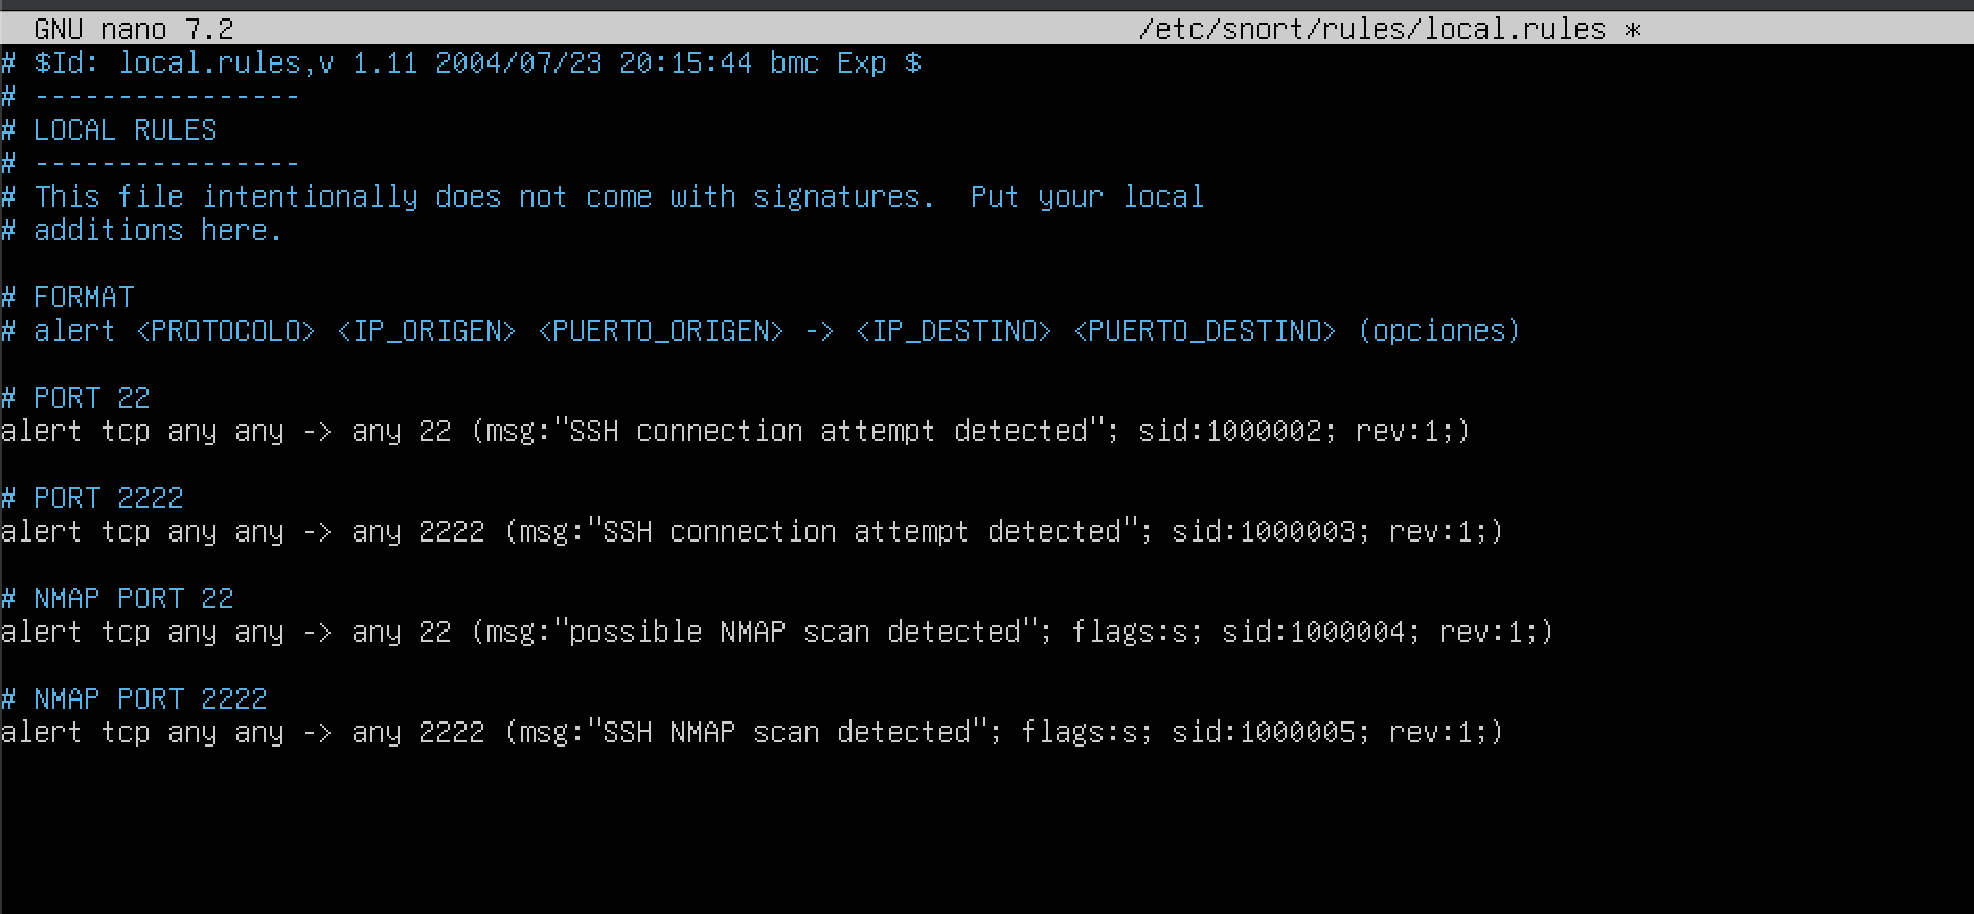 GNU nano 7.2 /etc/snort/rules/local.rules *
# $Id: local.rules,v 1.11 2004/07/23 20:15:44 bmc Exp $
# ----------------
# LOCAL RULES
# ----------------
# This file intentionally does not come with signatures.  Put your local
# additions here.
# FORMAT
# alert <PROTOCOLO> <IP_ORIGEN> <PUERTO_ORIGEN> -> <IP_DESTINO> <PUERTO_DESTINO> (opciones)
# PORT 22
alert tcp any any -> any 22 (msg:"SSH connection attempt detected"; sid:1000002; rev:1;)
# PORT 2222
alert tcp any any -> any 2222 (msg:"SSH connection attempt detected"; sid:1000003; rev:1;)
# NMAP PORT 22
alert tcp any any -> any 22 (msg:"possible NMAP scan detected"; flags:s; sid:1000004; rev:1;)
# NMAP PORT 2222
alert tcp any any -> any 2222 (msg:"SSH NMAP scan detected"; flags:s; sid:1000005; rev:1;)